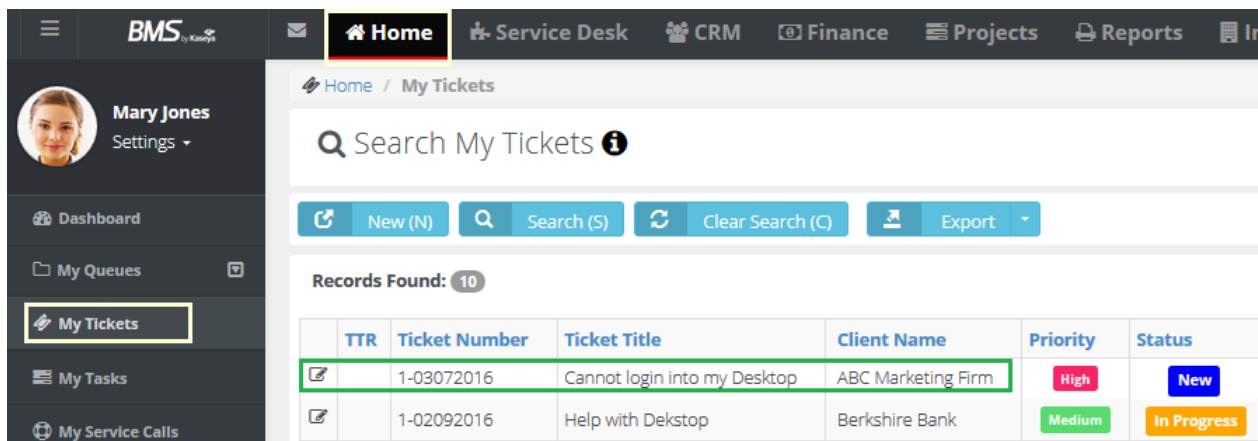 BMS by Kaseya
Home Service Desk CRM Finance Projects Reports
Mary Jones
Settings
Home / My Tickets
Search My Tickets
Dashboard
My Queues
My Tickets
My Tasks
My Service Calls
New (N) Search (S) Clear Search (C) Export
Records Found: 10
TTR Ticket Number Ticket Title Client Name Priority Status
1-03072016 Cannot login into my Desktop ABC Marketing Firm High New
1-02092016 Help with Dekstop Berkshire Bank Medium In Progress